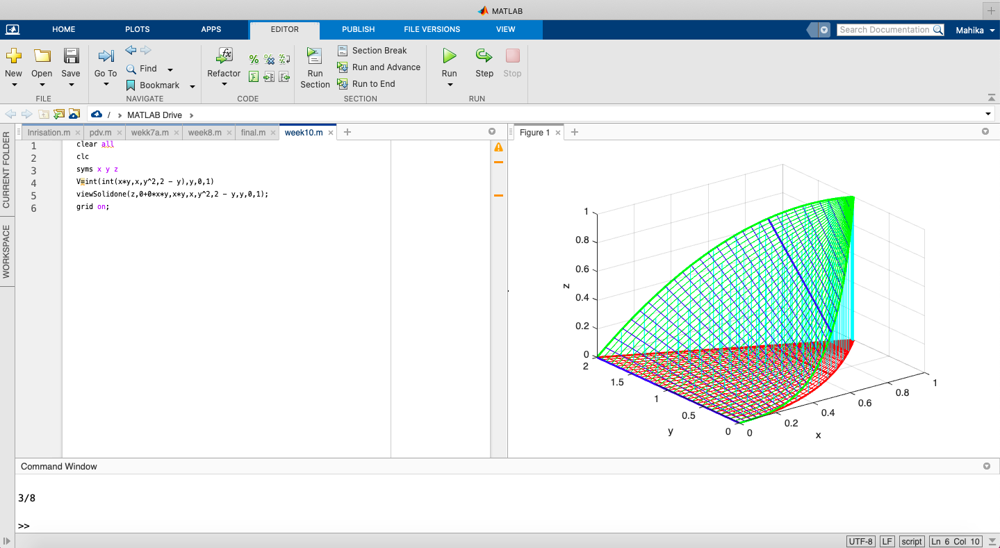 MATLAB
HOME PLOTS APPS EDITOR PUBLISH FILE VERSIONS VIEW Search Documentation Mahika
New Open Save Go To Find Bookmark Refactor Run Section Section Break Run and Advance Run to End Run Step Stop
FILE NAVIGATE CODE SECTION RUN
/ MATLAB Drive
CURRENT FOLDER
WORKSPACE
lnrisation.m pdv.m wekk7a.m week8.m final.m week10.m
1 clear all
2 clc
3 syms x y z
4 V=int(int(x*y,x,y^2,2 - y),y,0,1)
5 viewSolidone(z,0+0*x*y,x*y,x,y^2,2 - y,y,0,1);
6 grid on;
Figure 1
1
0.8
0.6
0.4
0.2
0
z
2
1.5
1
0.5
0
y
0
0.2
0.4
0.6
0.8
1
x
Command Window
3/8
>>
UTF-8 LF script Ln 6 Col 10